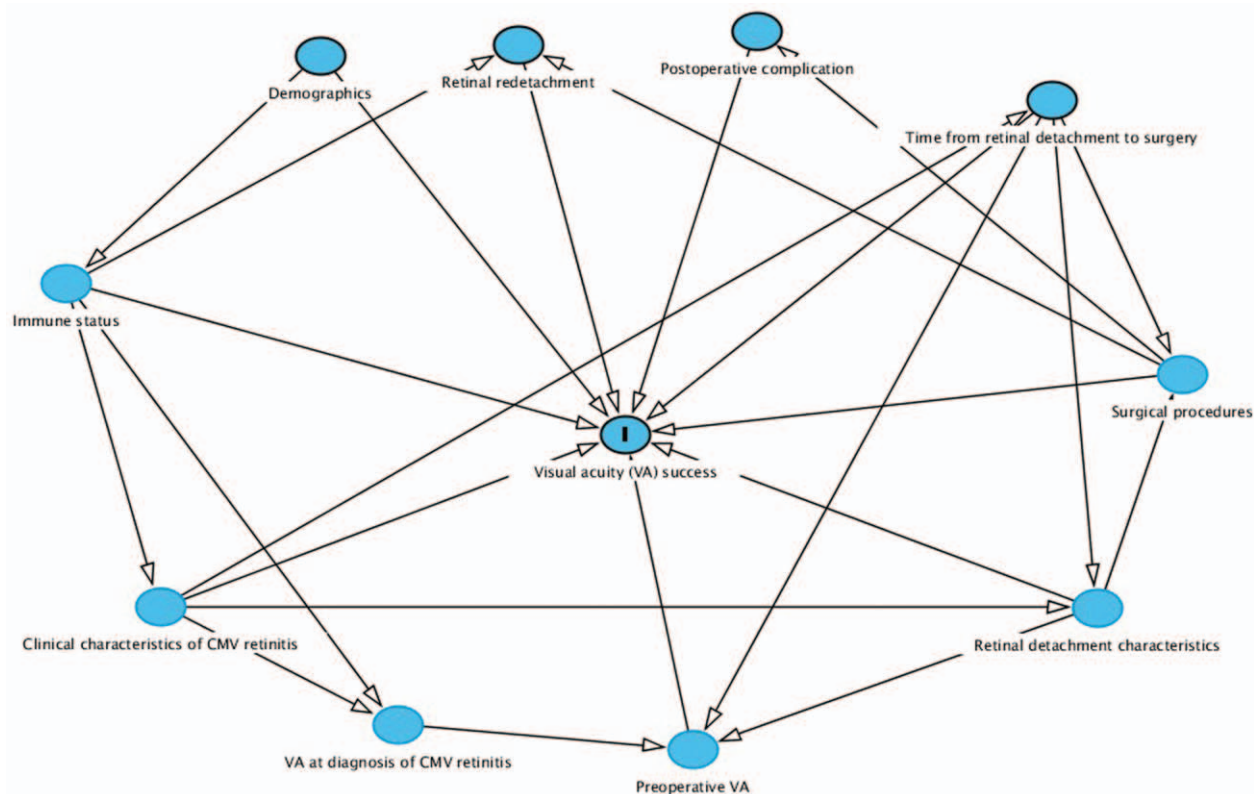 Demographics
Retinal redetachment
Postoperative complication
Time from retinal detachment to surgery
Immune status
Surgical procedures
I
Visual acuity (VA) success
Clinical characteristics of CMV retinitis
Retinal detachment characteristics
VA at diagnosis of CMV retinitis
Preoperative VA